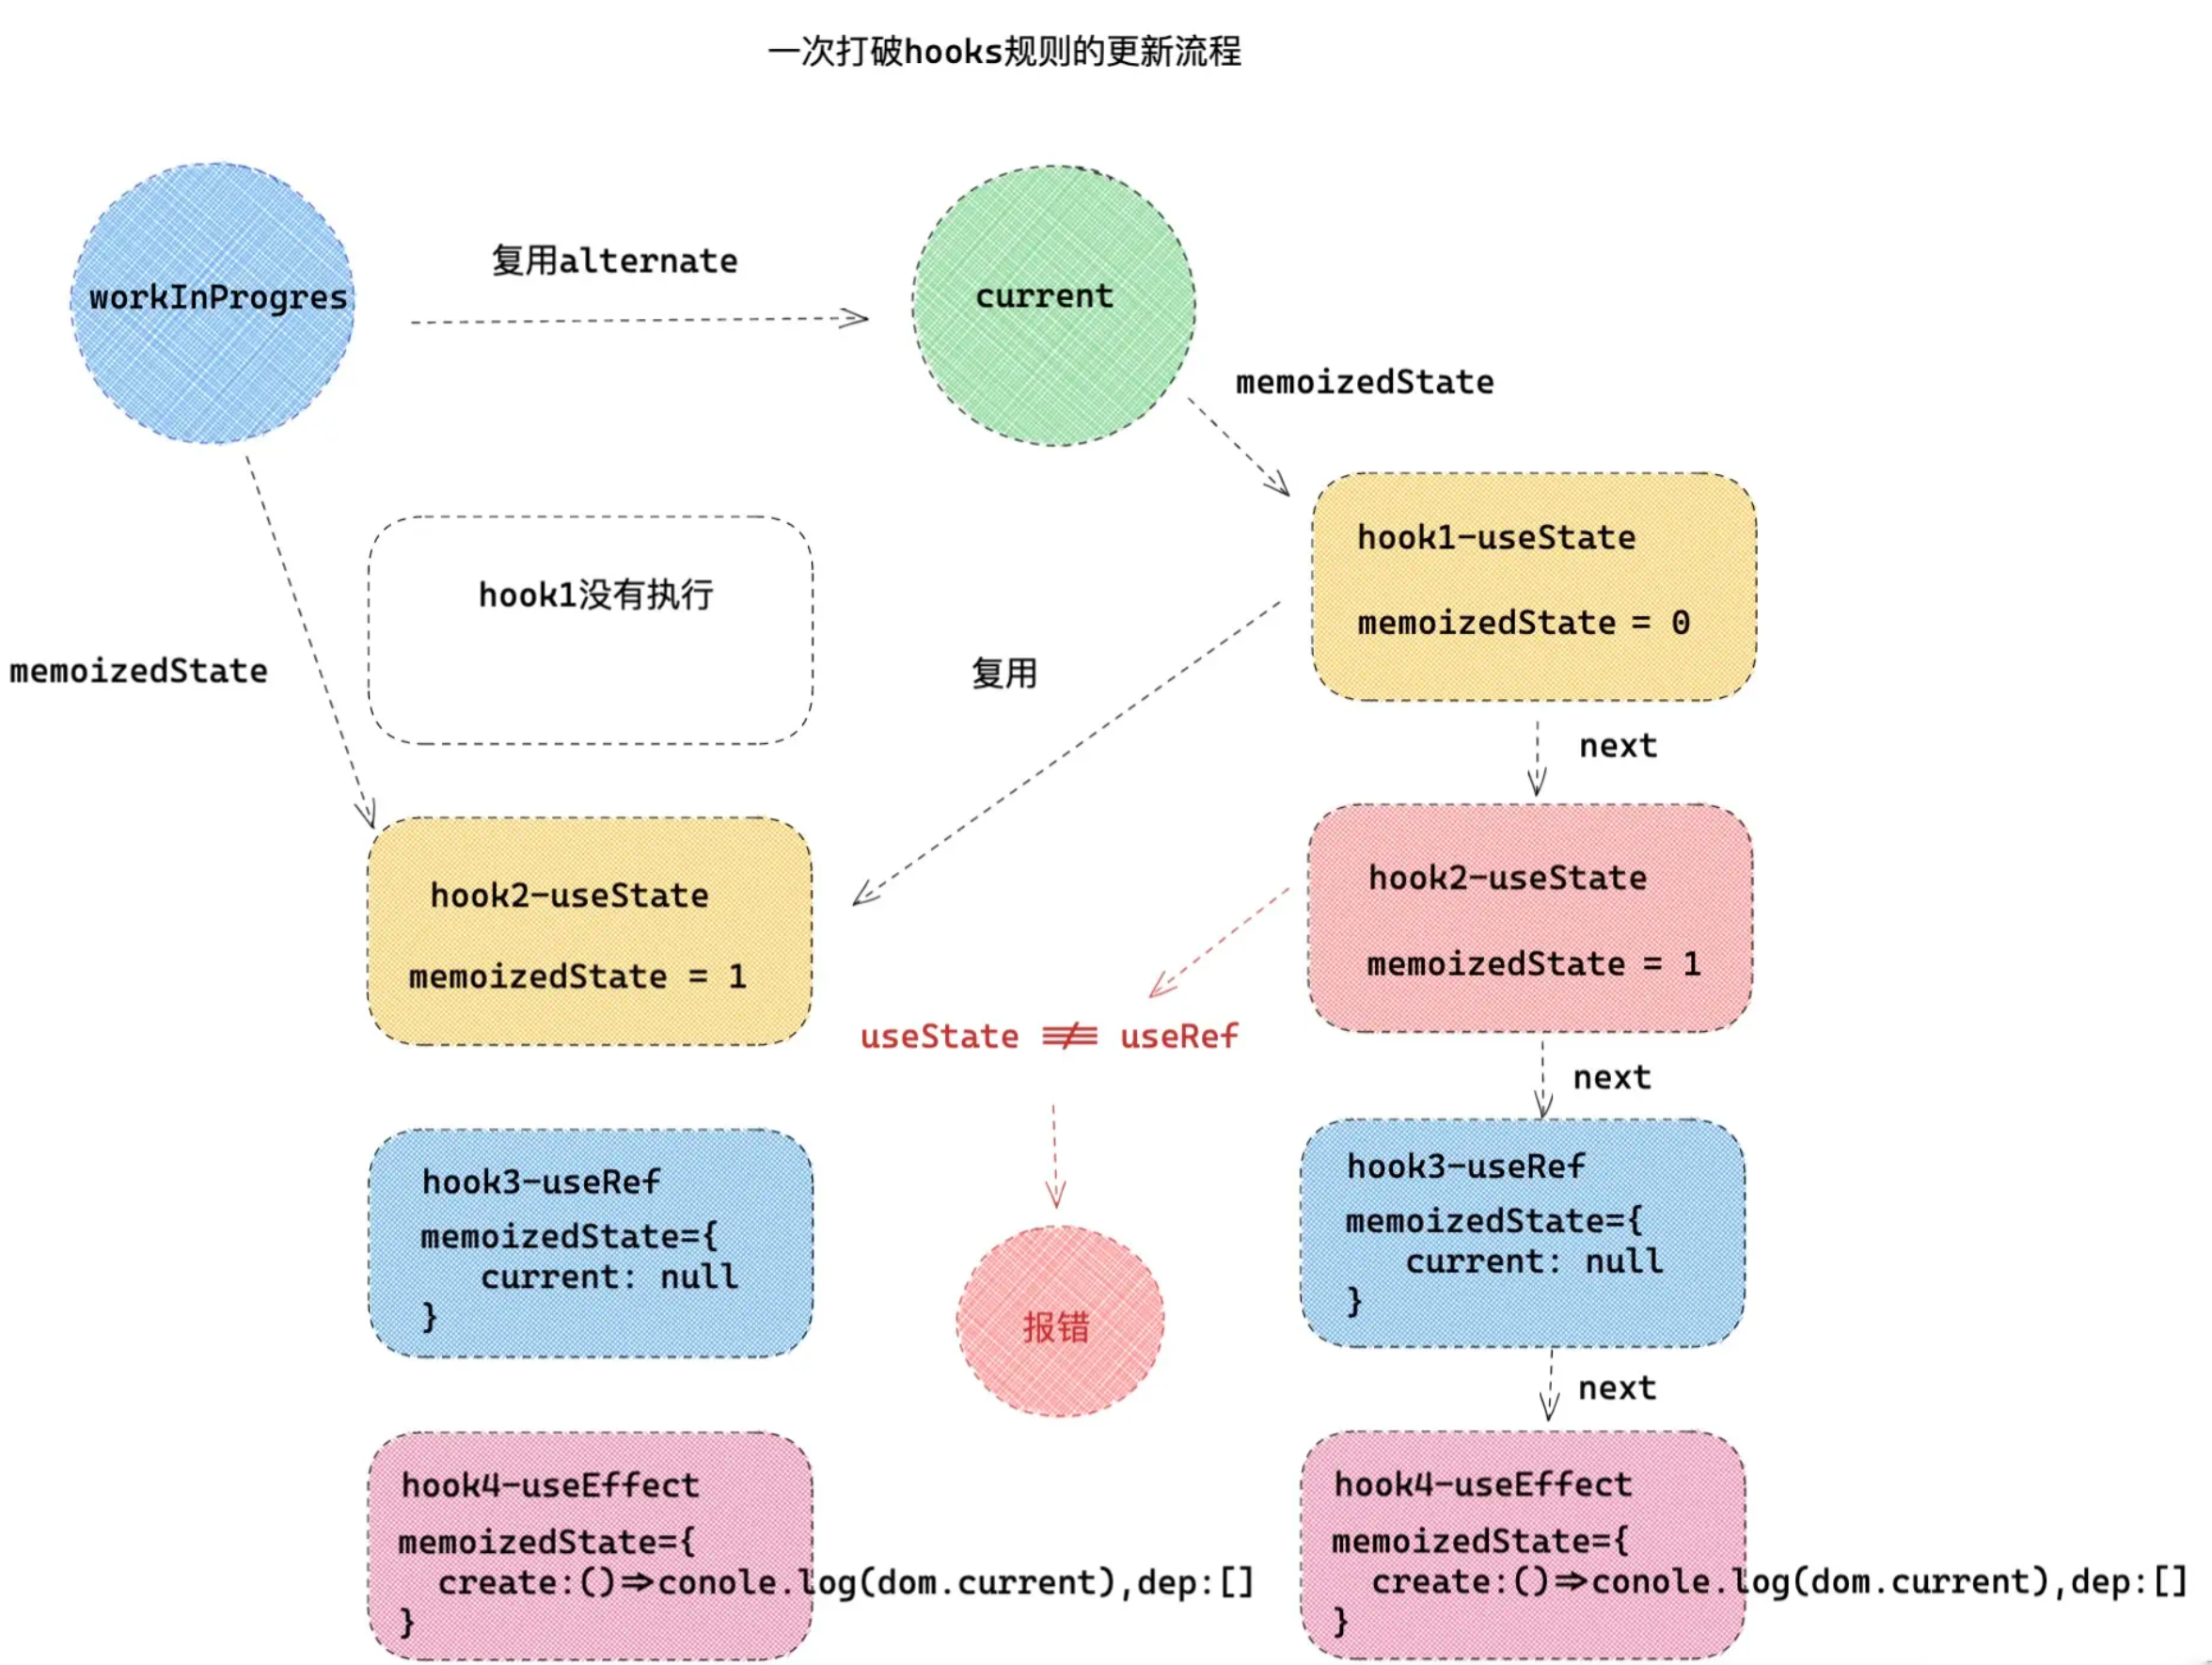 一次打破hooks规则的更新流程
workInProgres
复用alternate
current
memoizedState
hook1-useState
memoizedState = 0
hook1没有执行
memoizedState
复用
next
hook2-useState
memoizedState = 1
hook2-useState
memoizedState = 1
useState ≢ useRef
next
hook3-useRef
memoizedState={
current: null
}
hook3-useRef
memoizedState={
current: null
}
报错
next
hook4-useEffect
memoizedState={
create:()=>conole.log(dom.current),dep:[]
}
hook4-useEffect
memoizedState={
create:()=>conole.log(dom.current),dep:[]
}